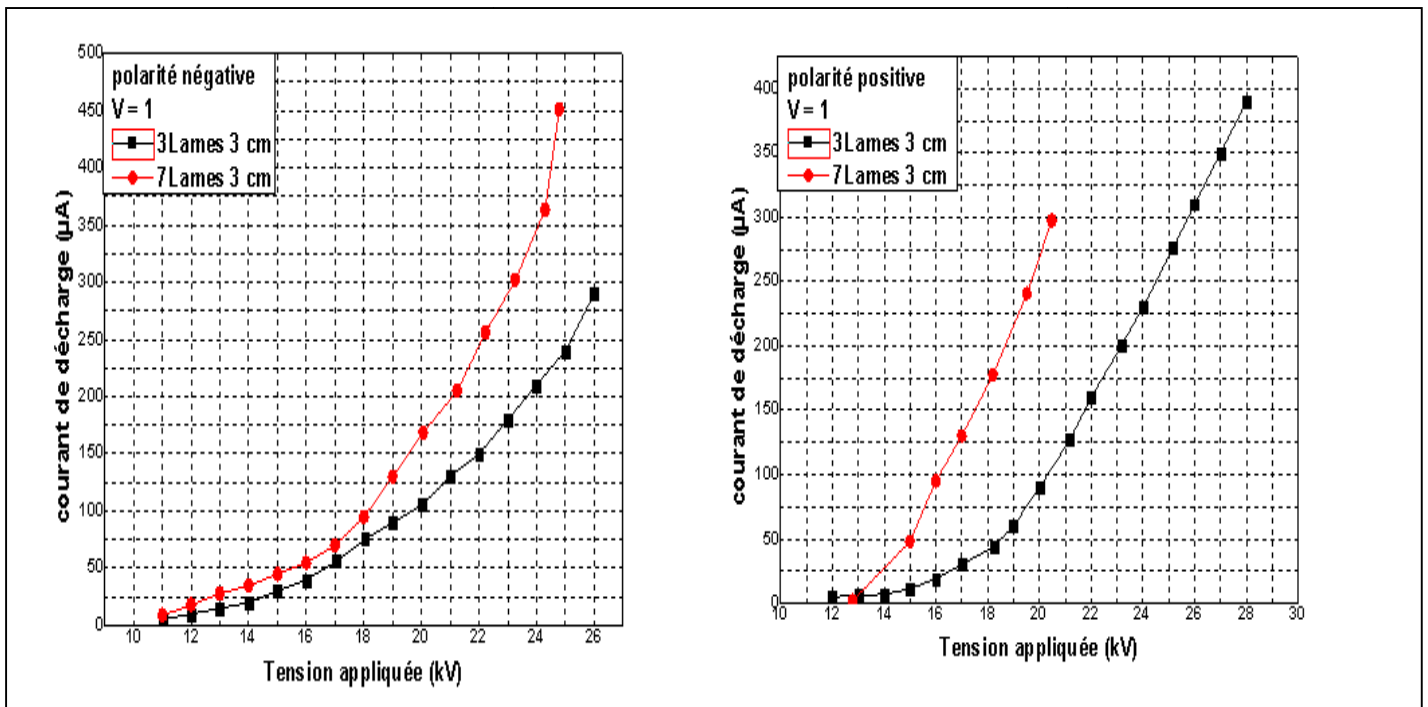 polarité négative
V = 1
3Lames 3 cm
7Lames 3 cm
courant de décharge (µA)
500
450
400
350
300
250
200
150
100
50
0
10 12 14 16 18 20 22 24 26
Tension appliquée (kV)
polarité positive
V = 1
3Lames 3 cm
7Lames 3 cm
courant de décharge (µA)
400
350
300
250
200
150
100
50
0
10 12 14 16 18 20 22 24 26 28 30
Tension appliquée (kV)